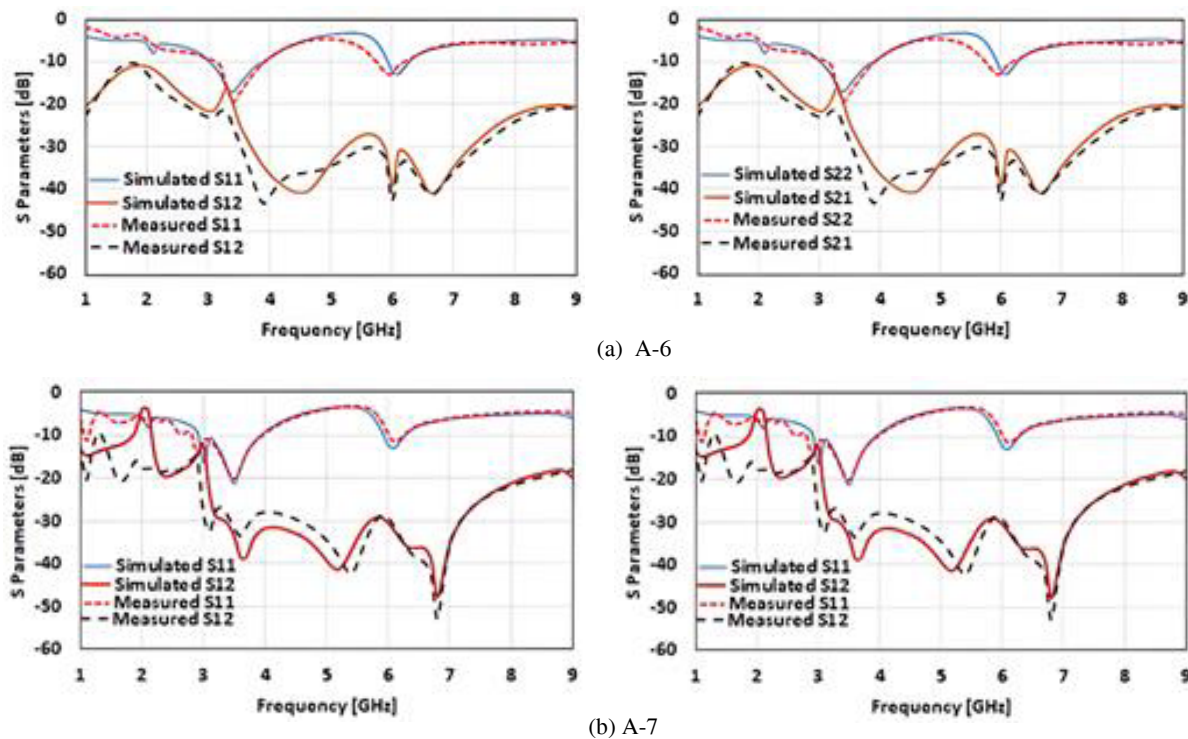 0
-10
-20
-30
-40
-50
-60
S Parameters [dB]
Simulated S11
Simulated S12
Measured S11
Measured S12
1 2 3 4 5 6 7 8 9
Frequency [GHz]
0
-10
-20
-30
-40
-50
-60
S Parameters [dB]
Simulated S22
Simulated S21
Measured S22
Measured S21
1 2 3 4 5 6 7 8 9
Frequency [GHz]
(a) A-6
0
-10
-20
-30
-40
-50
-60
S Parameters [dB]
Simulated S11
Simulated S12
Measured S11
Measured S12
1 2 3 4 5 6 7 8 9
Frequency [GHz]
0
-10
-20
-30
-40
-50
-60
S Parameters [dB]
Simulated S11
Simulated S12
Measured S11
Measured S12
1 2 3 4 5 6 7 8 9
Frequency [GHz]
(b) A-7